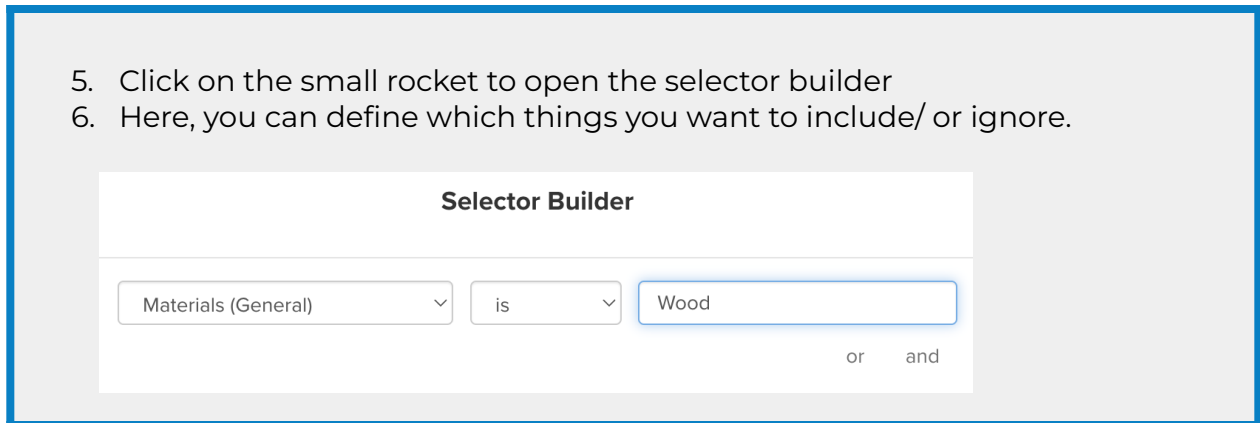 5. Click on the small rocket to open the selector builder
6. Here, you can define which things you want to include/ or ignore.
Selector Builder
Materials (General) is Wood
or and